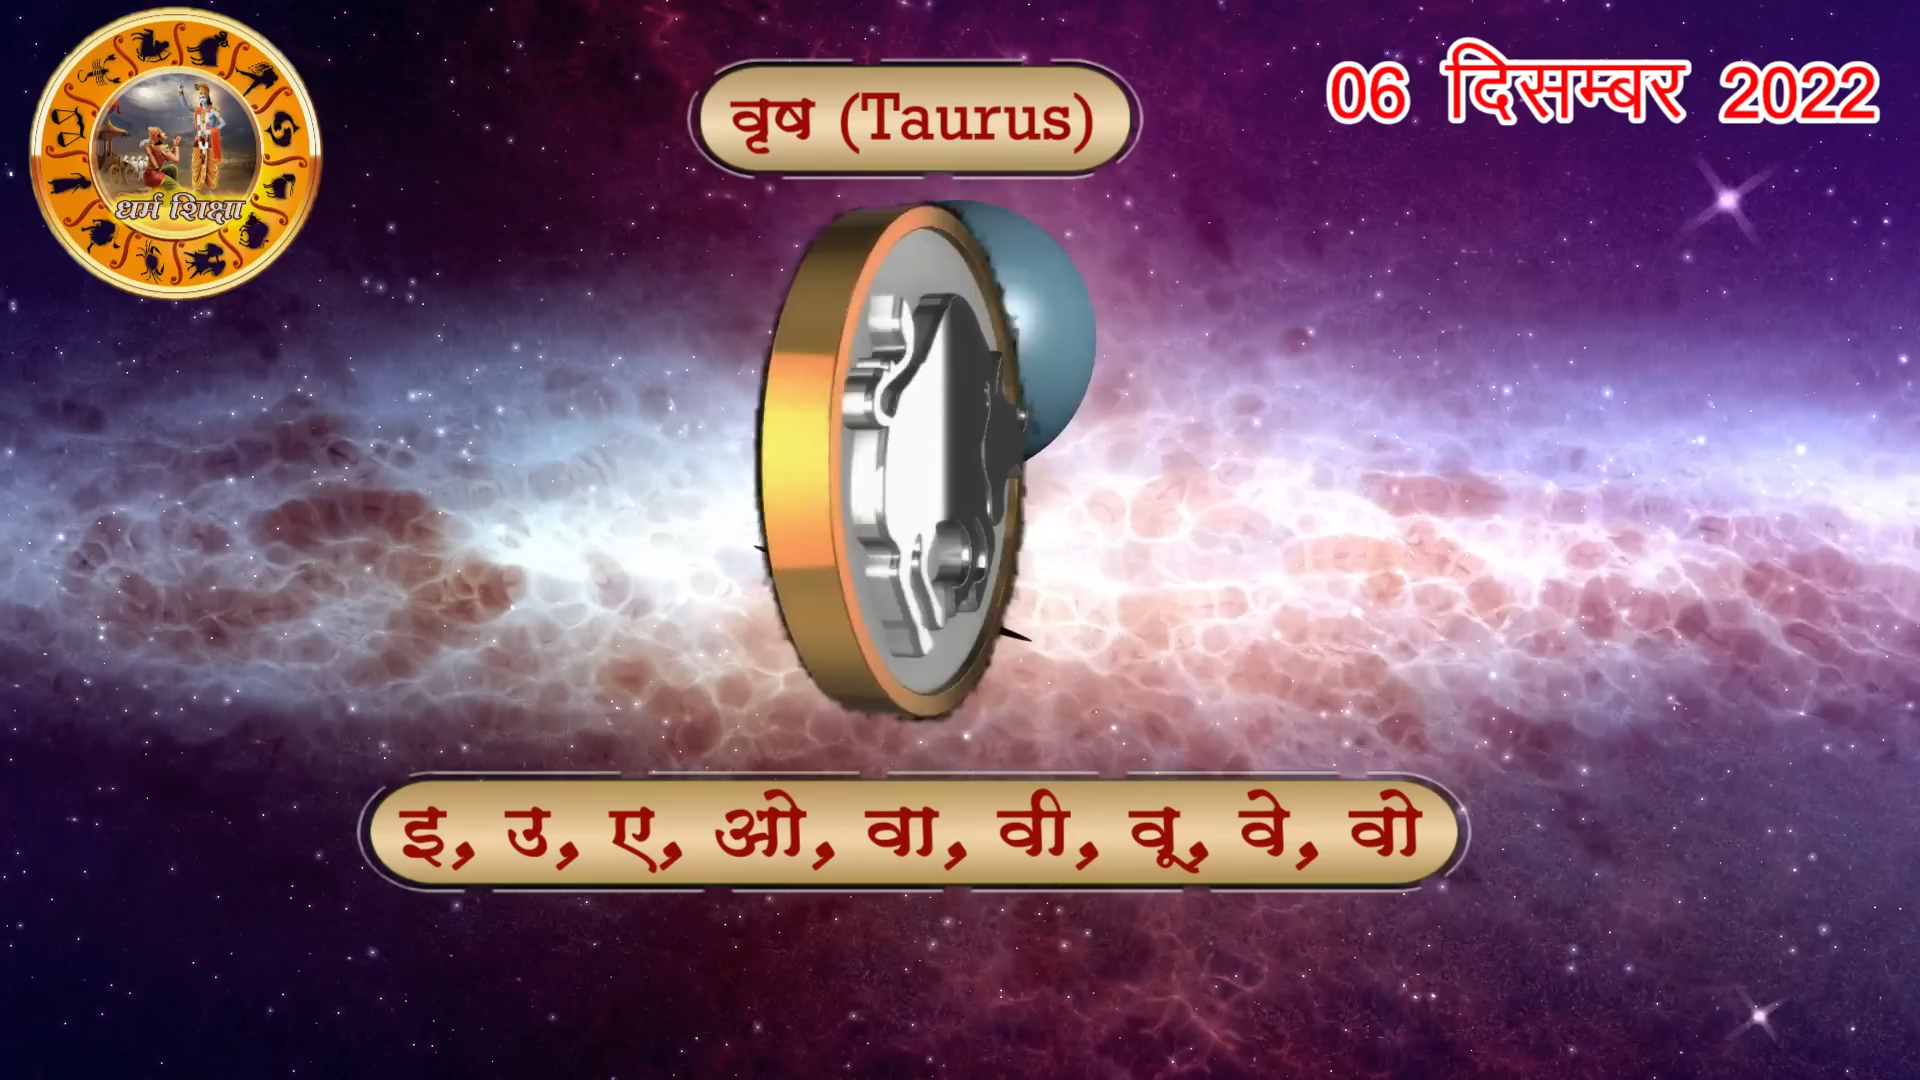 धर्म शिक्षा
वृष (Taurus)
06 दिसम्बर 2022
इ, उ, ए, ओ, वा, वी, वू, वे, वो